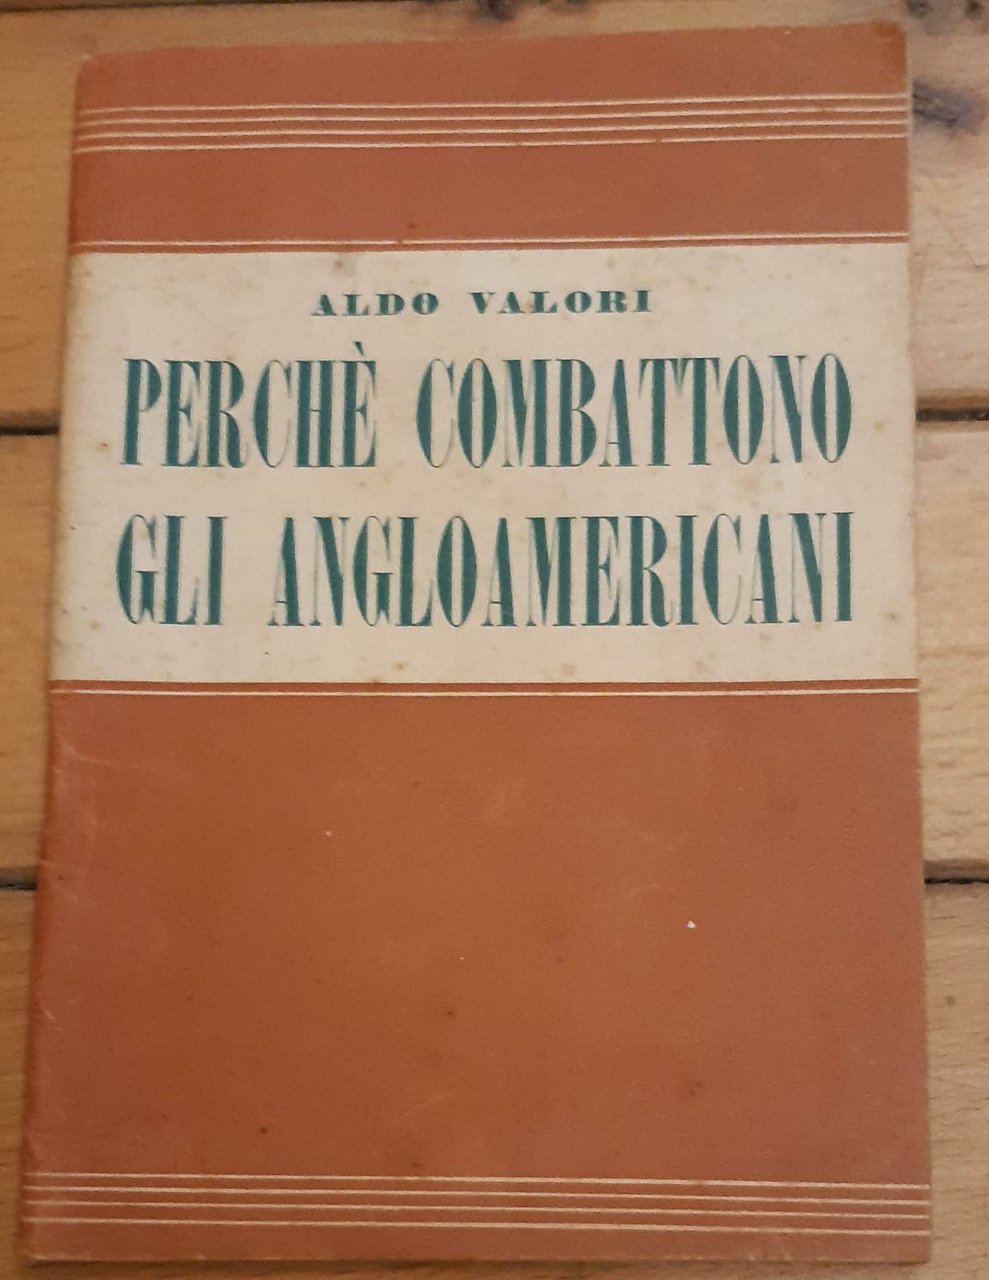 ALDO VALORI
PERCHÈ COMBATTONO
GLI ANGLOAMERICANI